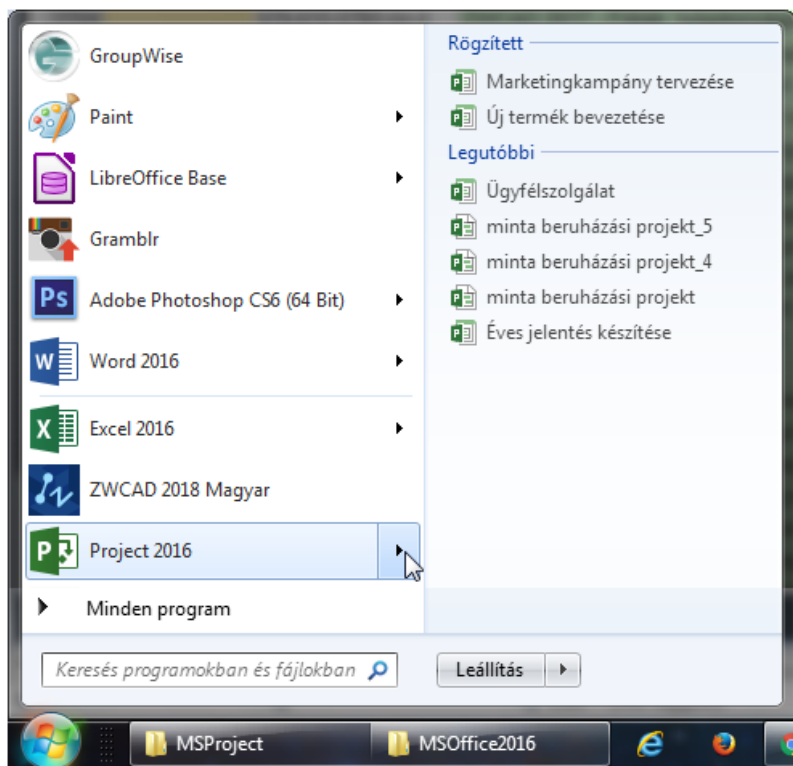 GroupWise
Paint
LibreOffice Base
Gramblr
Ps Adobe Photoshop CS6 (64 Bit)
W Word 2016
X Excel 2016
ZWCAD 2018 Magyar
P Project 2016
Minden program
Rögzített
Marketingkampány tervezése
Új termék bevezetése
Legutóbbi
Ügyfélszolgálat
minta beruházási projekt_5
minta beruházási projekt_4
minta beruházási projekt
Éves jelentés készítése
Keresés programokban és fájlokban
Leállítás
MSProject
MSOffice2016